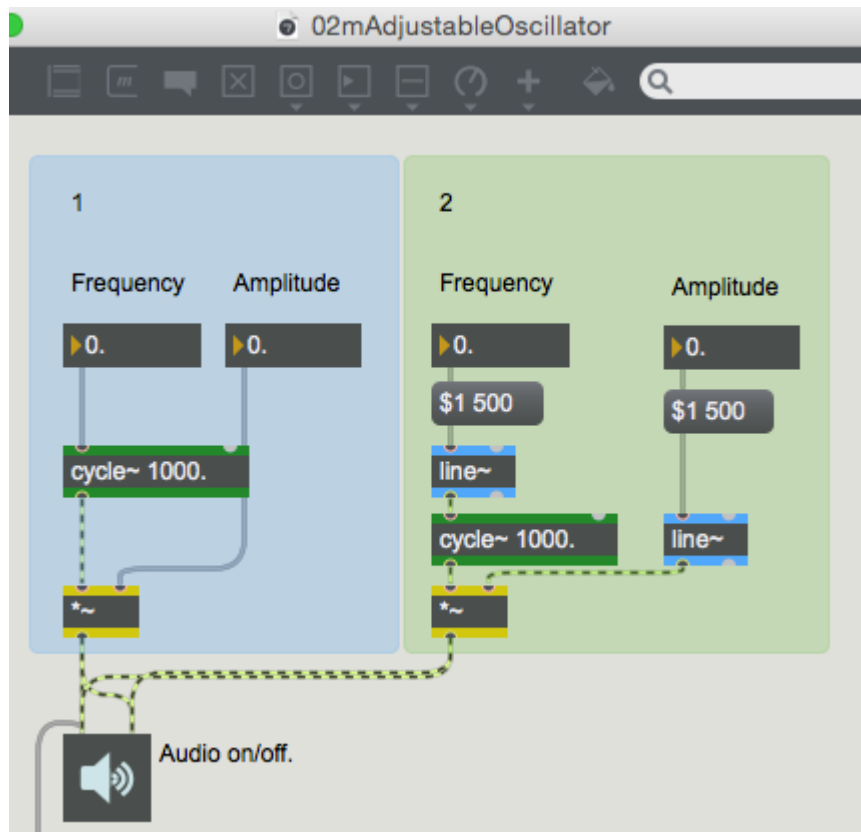 02mAdjustableOscillator
m
1
Frequency
Amplitude
0.
0.
cycle~ 1000.
*~
2
Frequency
Amplitude
0.
0.
$1 500
$1 500
line~
cycle~ 1000.
line~
*~
Audio on/off.